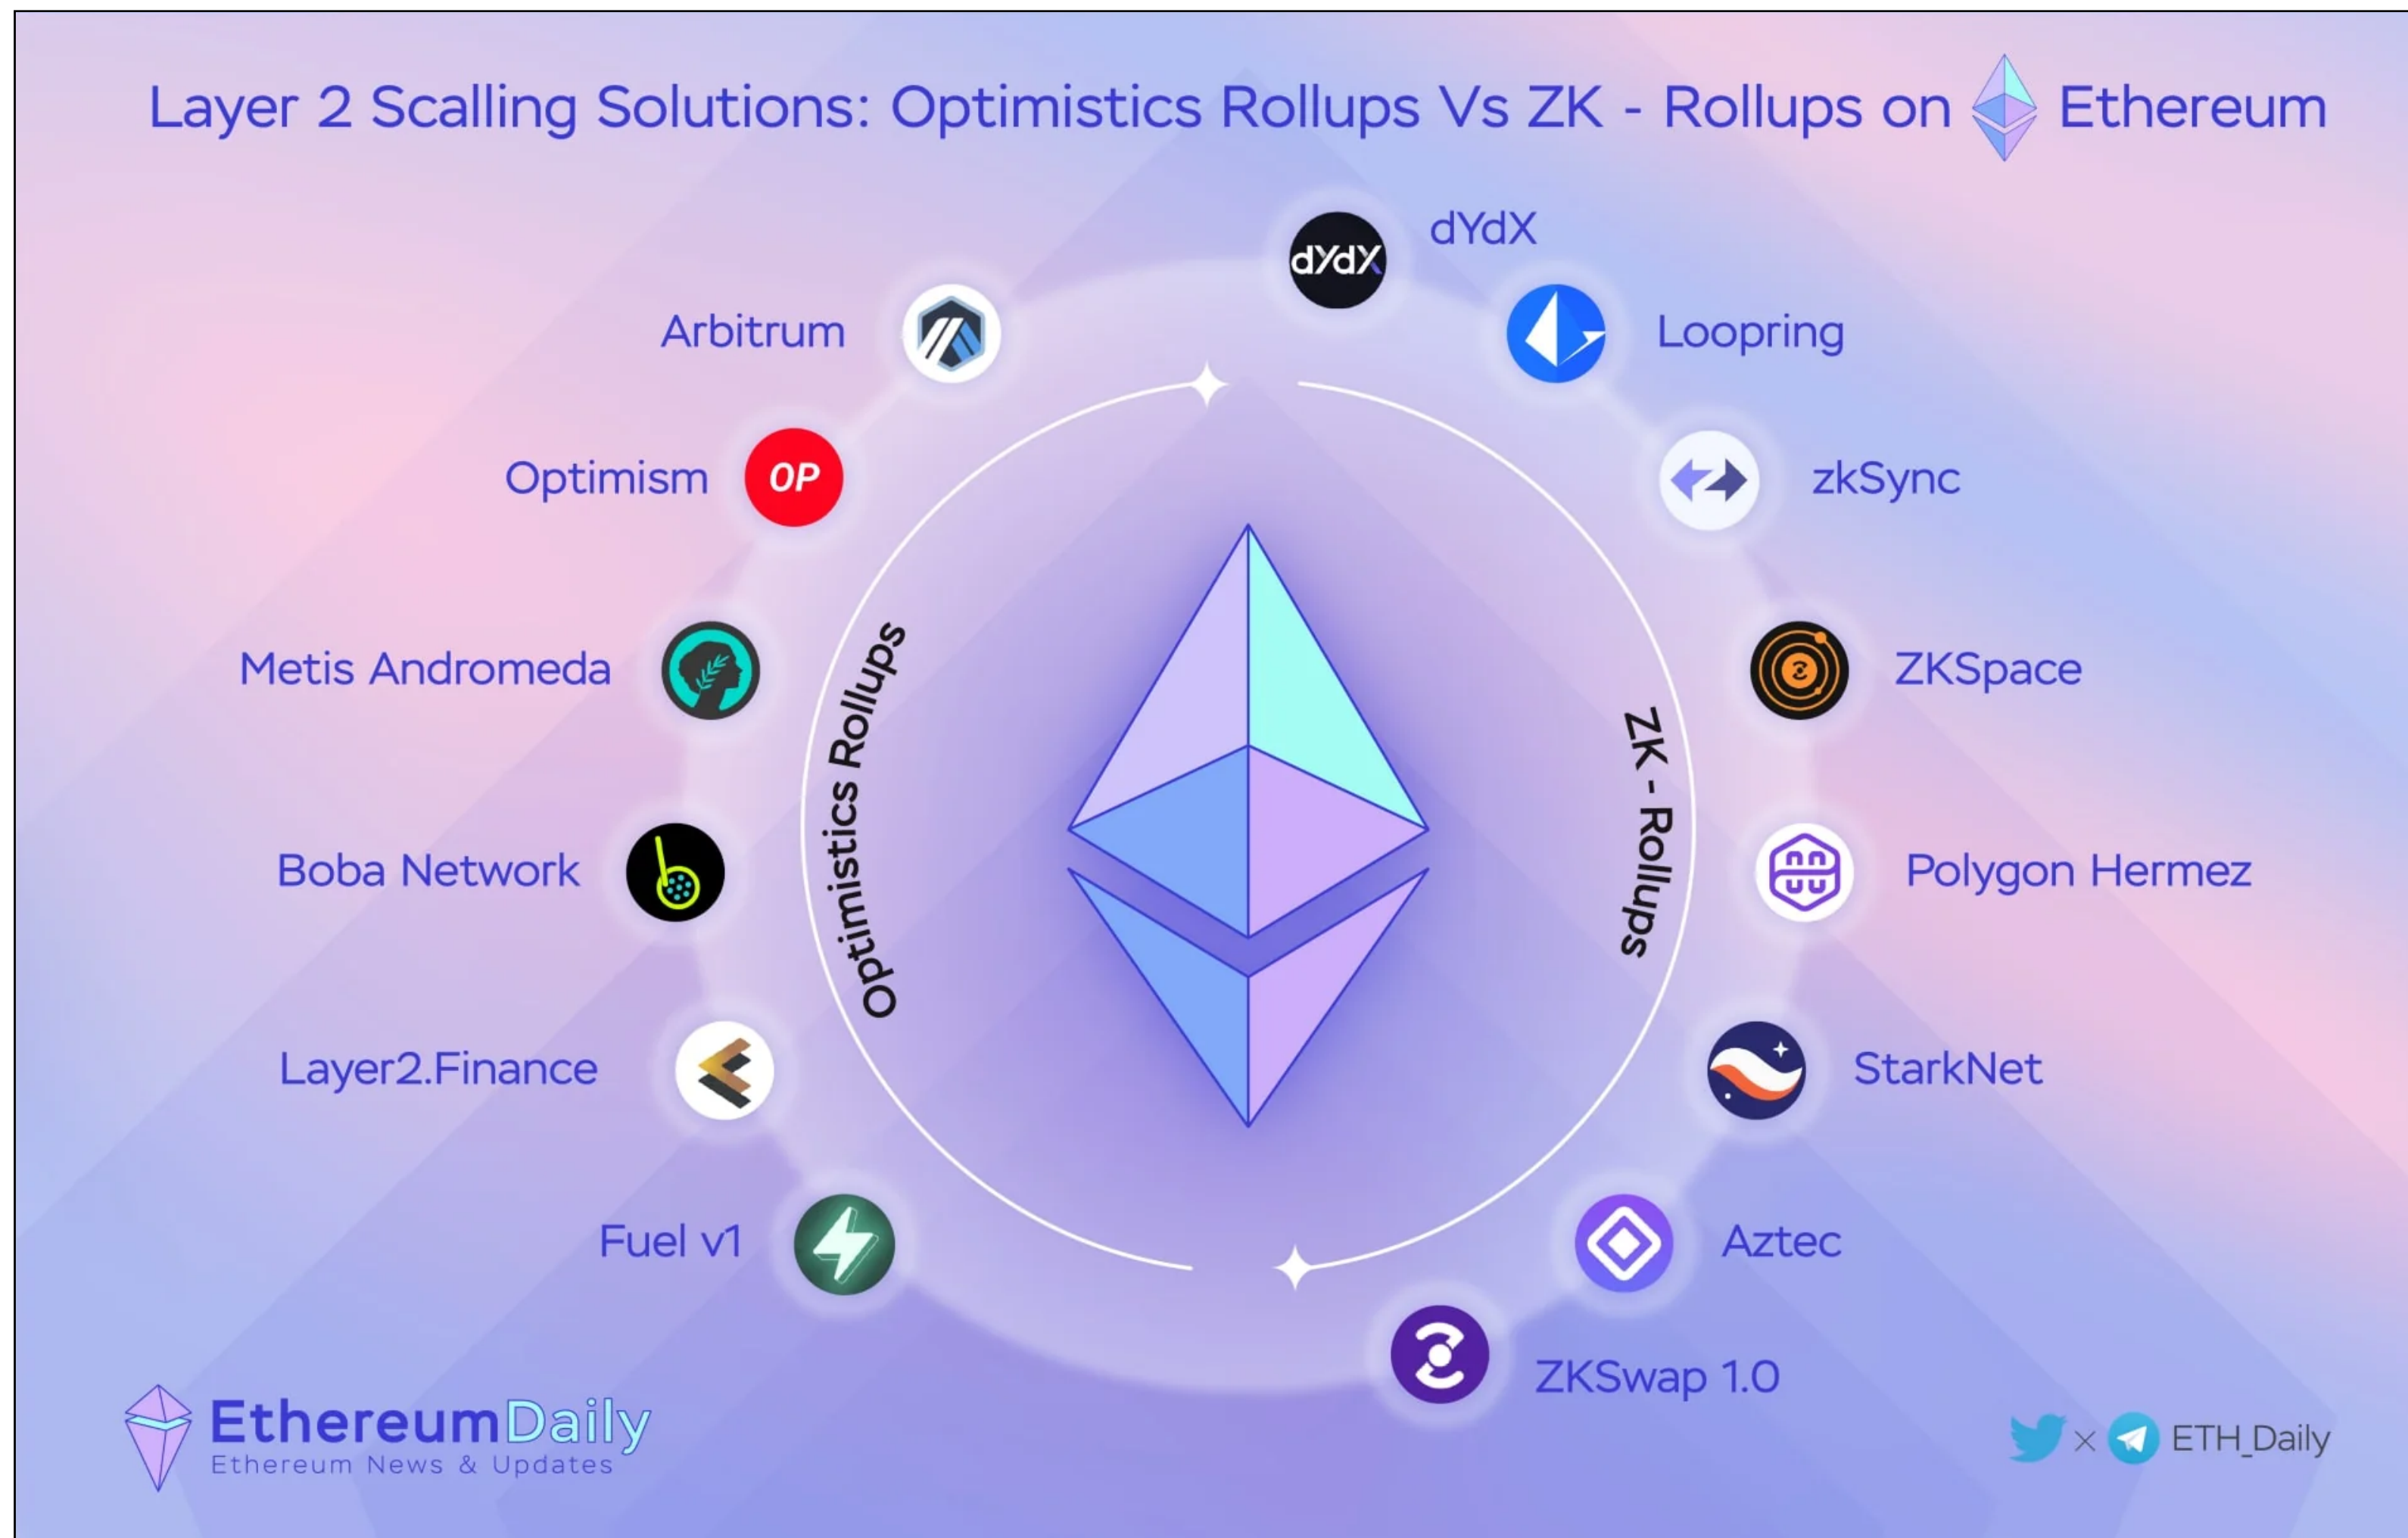 Layer 2 Scalling Solutions: Optimistics Rollups Vs ZK - Rollups on Ethereum
dYdX
dYdX
Arbitrum
Loopring
Optimism
OP
zkSync
Metis Andromeda
ZKSpace
Optimistics Rollups
ZK - Rollups
Boba Network
Polygon Hermez
Layer2.Finance
StarkNet
Fuel v1
Aztec
ZKSwap 1.0
EthereumDaily
Ethereum News & Updates
× ETH_Daily